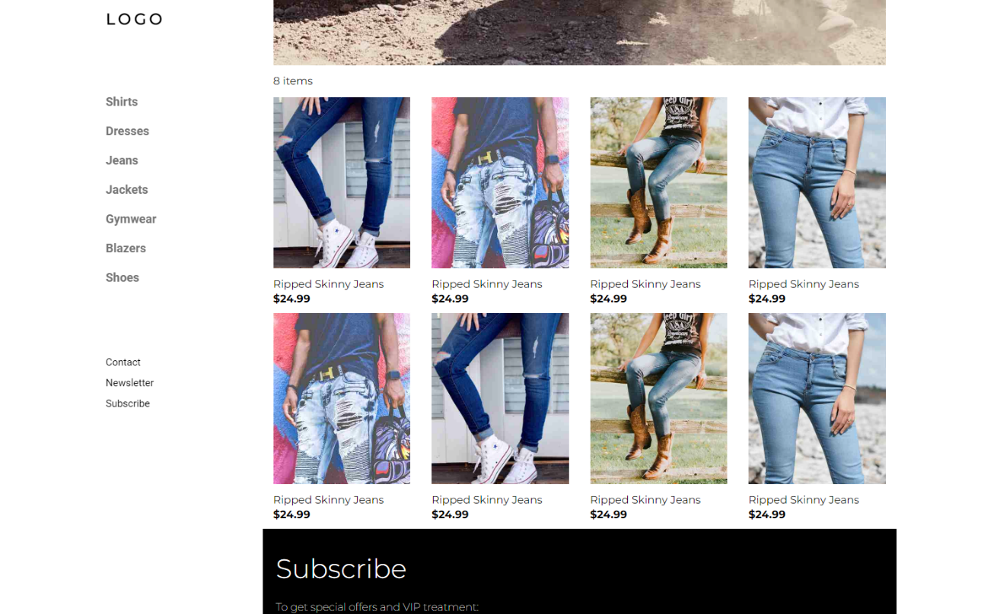 LOGO
Shirts
Dresses
Jeans
Jackets
Gymwear
Blazers
Shoes
Contact
Newsletter
Subscribe
8 items
Ripped Skinny Jeans
$24.99
Ripped Skinny Jeans
$24.99
Ripped Skinny Jeans
$24.99
Ripped Skinny Jeans
$24.99
Ripped Skinny Jeans
$24.99
Ripped Skinny Jeans
$24.99
Ripped Skinny Jeans
$24.99
Ripped Skinny Jeans
$24.99
Subscribe
To get special offers and VIP treatment: